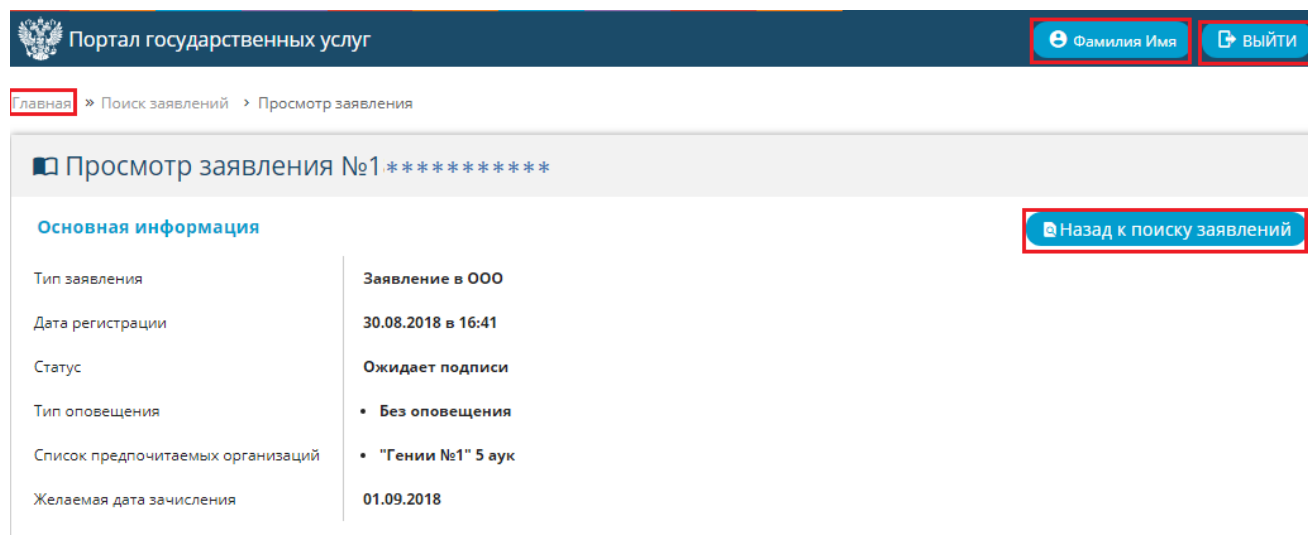 Портал государственных услуг
Фамилия Имя
ВЫЙТИ
Главная » Поиск заявлений › Просмотр заявления
Просмотр заявления №1***********
Основная информация
Назад к поиску заявлений
Тип заявления Заявление в ООО
Дата регистрации 30.08.2018 в 16:41
Статус Ожидает подписи
Тип оповещения • Без оповещения
Список предпочитаемых организаций • "Гении №1" 5 аук
Желаемая дата зачисления 01.09.2018